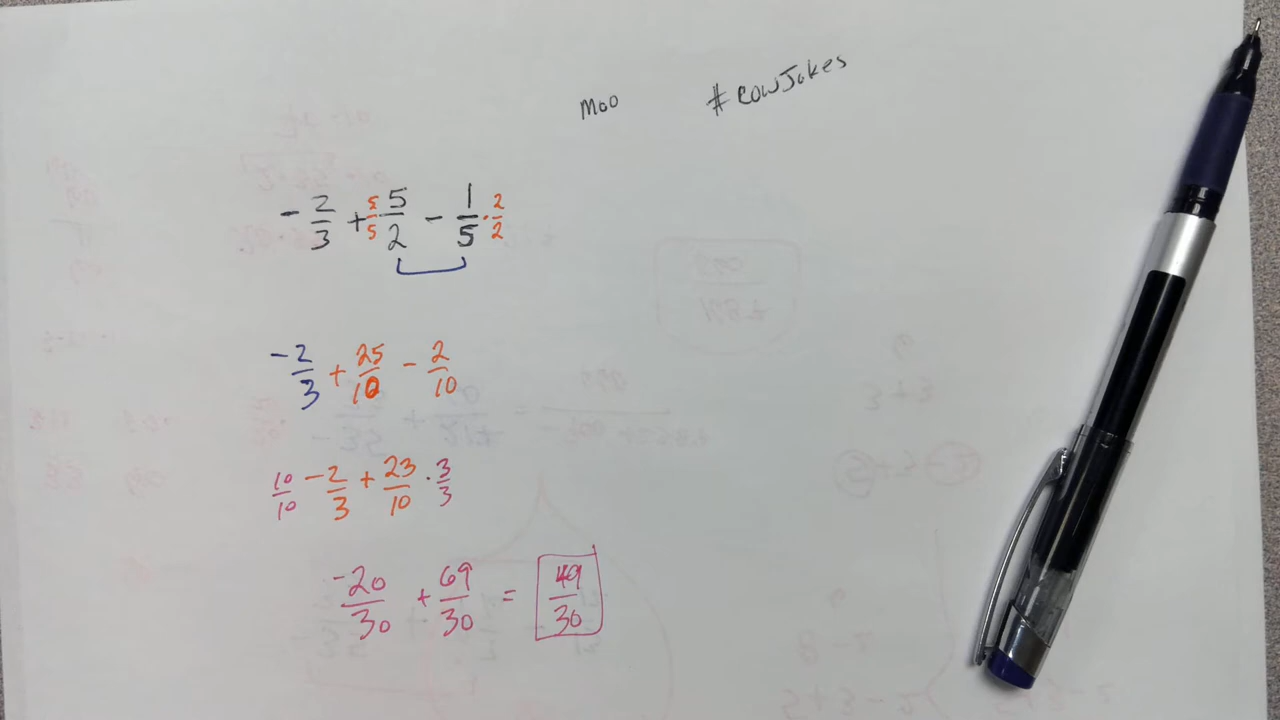 Moo #CowJokes
- 2/3 + 5/5 · 5/2 - 1/5 · 2/2
-2/3 + 25/10 - 2/10
10/10 -2/3 + 23/10 · 3/3
-20/30 + 69/30 = 49/30